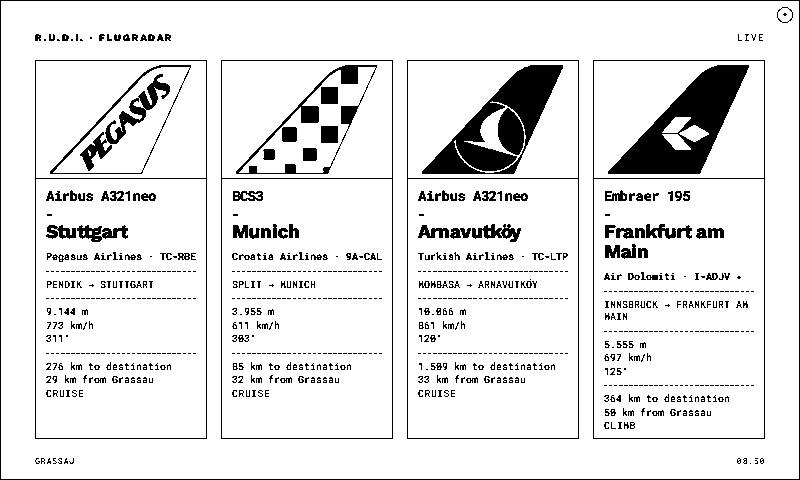 R.U.D.I. · FLUGRADAR
LIVE
PEGASUS
Airbus A321neo
-
Stuttgart
Pegasus Airlines · TC-RBE
PENDIK → STUTTGART
9.144 m
773 km/h
311°
276 km to destination
29 km from Grassau
CRUISE
BCS3
-
Munich
Croatia Airlines · 9A-CAL
SPLIT → MUNICH
3.955 m
611 km/h
303°
85 km to destination
32 km from Grassau
CRUISE
Airbus A321neo
-
Arnavutköy
Turkish Airlines · TC-LTP
MOMBASA → ARNAVUTKÖY
10.066 m
861 km/h
120°
1.509 km to destination
33 km from Grassau
CRUISE
Embraer 195
-
Frankfurt am
Main
Air Dolomiti · I-ADJV ✦
INNSBRUCK → FRANKFURT AM
MAIN
5.555 m
697 km/h
125°
364 km to destination
50 km from Grassau
CLIMB
GRASSAU
08.50